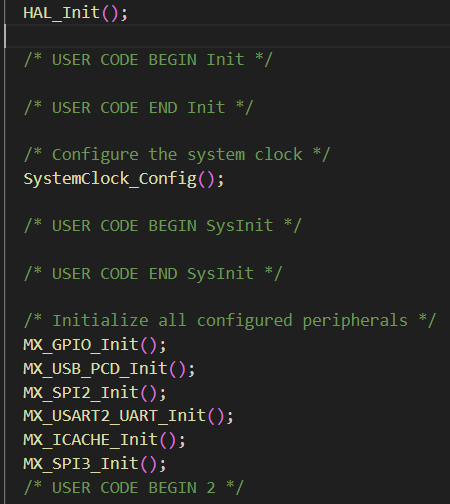 HAL_Init();
/* USER CODE BEGIN Init */
/* USER CODE END Init */
/* Configure the system clock */
SystemClock_Config();
/* USER CODE BEGIN SysInit */
/* USER CODE END SysInit */
/* Initialize all configured peripherals */
MX_GPIO_Init();
MX_USB_PCD_Init();
MX_SPI2_Init();
MX_USART2_UART_Init();
MX_ICACHE_Init();
MX_SPI3_Init();
/* USER CODE BEGIN 2 */